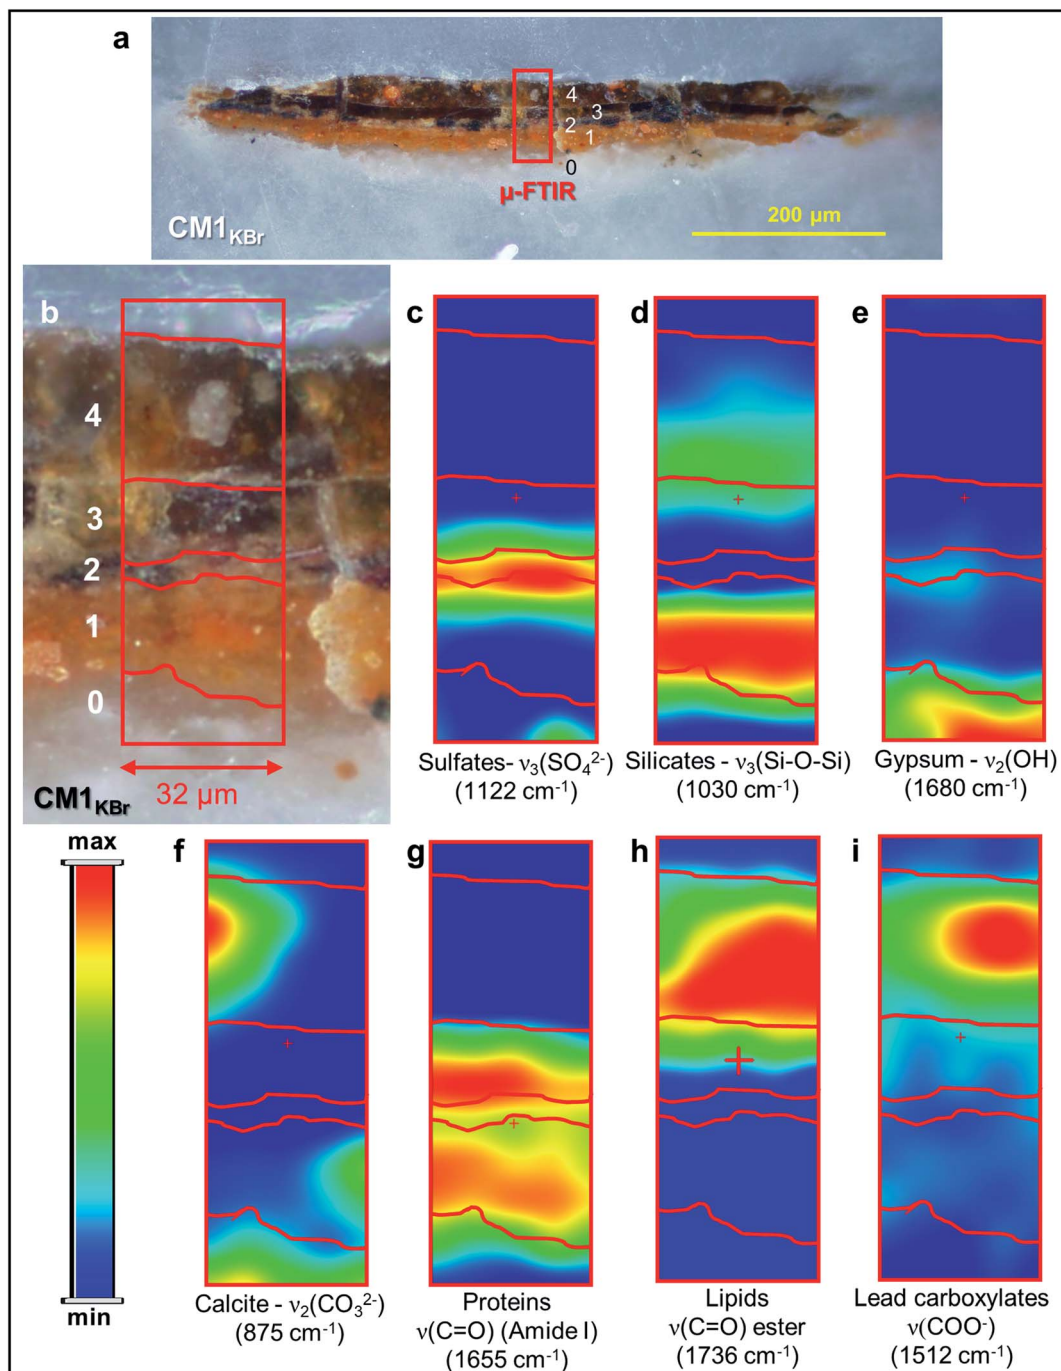 a
4
3
2
1
0
μ-FTIR
CM1KBr
200 μm
b
4
3
2
1
0
CM1KBr
32 μm
c
Sulfates- ν3(SO4²⁻)
(1122 cm⁻¹)
d
Silicates - ν3(Si-O-Si)
(1030 cm⁻¹)
e
Gypsum - ν2(OH)
(1680 cm⁻¹)
max
min
f
Calcite - ν2(CO3²⁻)
(875 cm⁻¹)
g
Proteins
ν(C=O) (Amide I)
(1655 cm⁻¹)
h
Lipids
ν(C=O) ester
(1736 cm⁻¹)
i
Lead carboxylates
ν(COO⁻)
(1512 cm⁻¹)